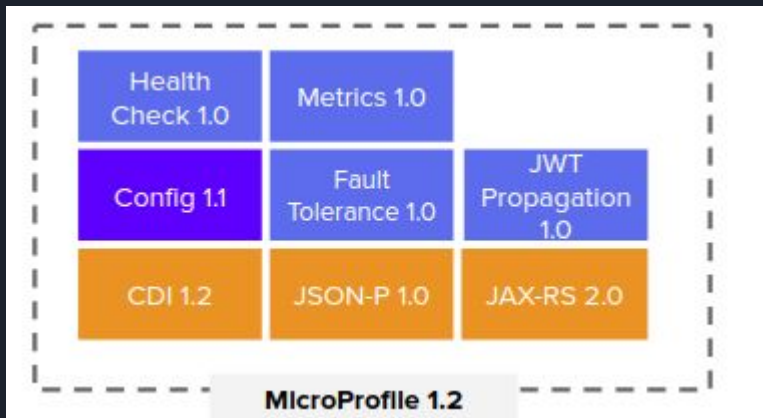 Health
Check 1.0
Metrics 1.0
Config 1.1
Fault
Tolerance 1.0
JWT
Propagation
1.0
CDI 1.2
JSON-P 1.0
JAX-RS 2.0
MicroProfile 1.2